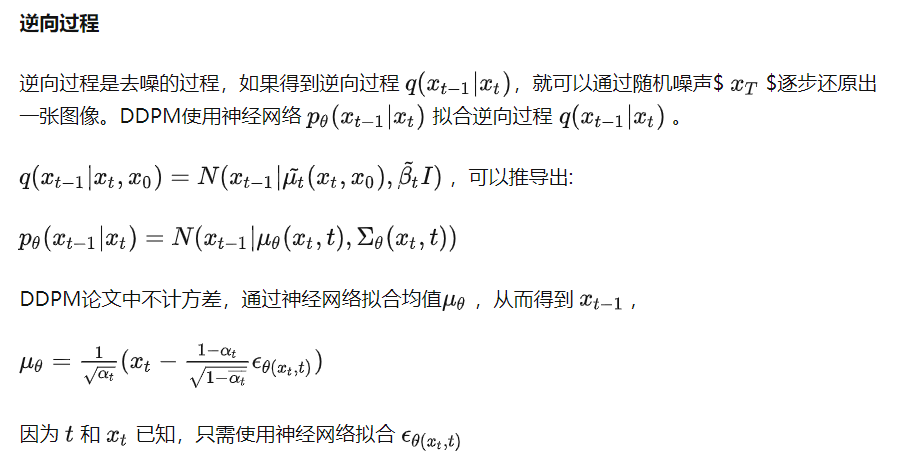 逆向过程
逆向过程是去噪的过程，如果得到逆向过程 $q(x_{t-1}|x_t)$，就可以通过随机噪声$ $x_T$ $逐步还原出
一张图像。DDPM使用神经网络 $p_\theta(x_{t-1}|x_t)$ 拟合逆向过程 $q(x_{t-1}|x_t)$ 。
$q(x_{t-1}|x_t, x_0) = N(x_{t-1}|\tilde{\mu}_t(x_t, x_0), \tilde{\beta}_t I)$ ，可以推导出:
$p_\theta(x_{t-1}|x_t) = N(x_{t-1}|\mu_\theta(x_t, t), \Sigma_\theta(x_t, t))$
DDPM论文中不计方差，通过神经网络拟合均值$\mu_\theta$ ，从而得到 $x_{t-1}$ ，
$\mu_\theta = \frac{1}{\sqrt{\alpha_t}}(x_t - \frac{1-\alpha_t}{\sqrt{1-\overline{\alpha_t}}}\epsilon_{\theta(x_t,t)})$
因为 $t$ 和 $x_t$ 已知，只需使用神经网络拟合 $\epsilon_{\theta(x_t,t)}$